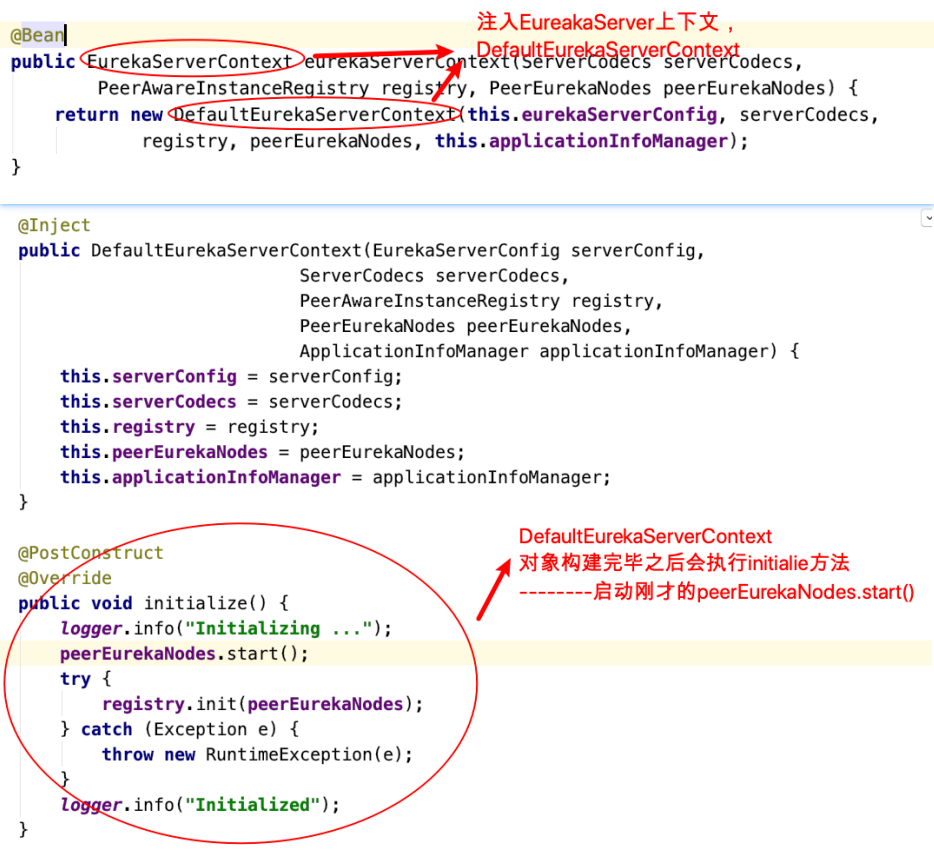 @Bean
注入EureakaServer上下文，
DefaultEurekaServerContext
public EurekaServerContext eurekaServerContext(ServerCodecs serverCodecs,
PeerAwareInstanceRegistry registry, PeerEurekaNodes peerEurekaNodes) {
return new DefaultEurekaServerContext(this.eurekaServerConfig, serverCodecs,
registry, peerEurekaNodes, this.applicationInfoManager);
}
@Inject
public DefaultEurekaServerContext(EurekaServerConfig serverConfig,
ServerCodecs serverCodecs,
PeerAwareInstanceRegistry registry,
PeerEurekaNodes peerEurekaNodes,
ApplicationInfoManager applicationInfoManager) {
this.serverConfig = serverConfig;
this.serverCodecs = serverCodecs;
this.registry = registry;
this.peerEurekaNodes = peerEurekaNodes;
this.applicationInfoManager = applicationInfoManager;
}
DefaultEurekaServerContext
对象构建完毕之后会执行initialie方法
--------启动刚才的peerEurekaNodes.start()
@PostConstruct
@Override
public void initialize() {
logger.info("Initializing ...");
peerEurekaNodes.start();
try {
registry.init(peerEurekaNodes);
} catch (Exception e) {
throw new RuntimeException(e);
}
logger.info("Initialized");
}